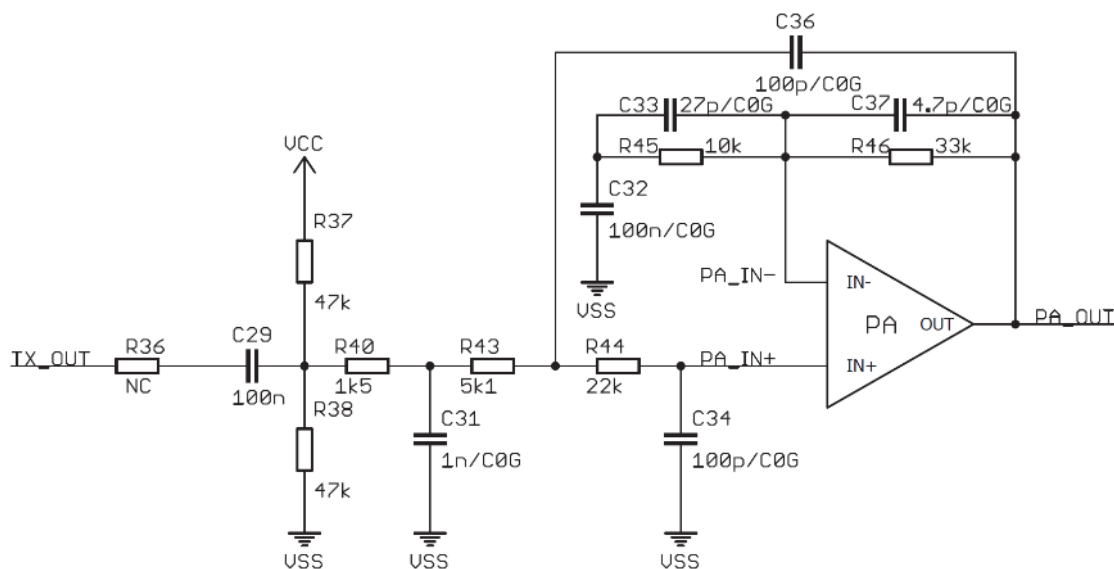 C36
100p/C0G
C33 27p/C0G
C37 4.7p/C0G
VCC
R45 10k
R46 33k
C32
R37
100n/C0G
PA_IN-
IN-
47k
VSS
PA OUT PA_OUT
C29
TX_OUT R36 R40 R43 R44 PA_IN+ IN+
NC 100n 1k5 5k1 22k
R38
C31 C34
1n/C0G 100p/C0G
47k
VSS VSS VSS